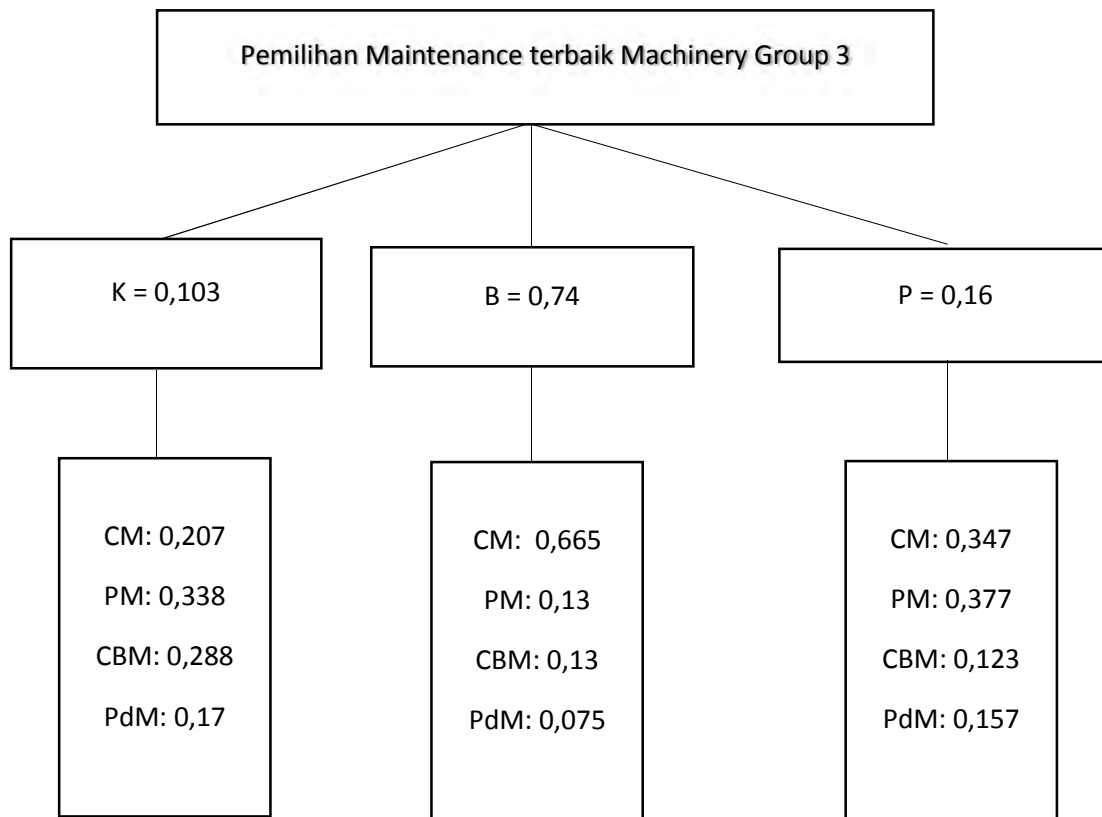 Pemilihan Maintenance terbaik Machinery Group 3
K = 0,103
B = 0,74
P = 0,16
CM: 0,207
PM: 0,338
CBM: 0,288
PdM: 0,17
CM: 0,665
PM: 0,13
CBM: 0,13
PdM: 0,075
CM: 0,347
PM: 0,377
CBM: 0,123
PdM: 0,157